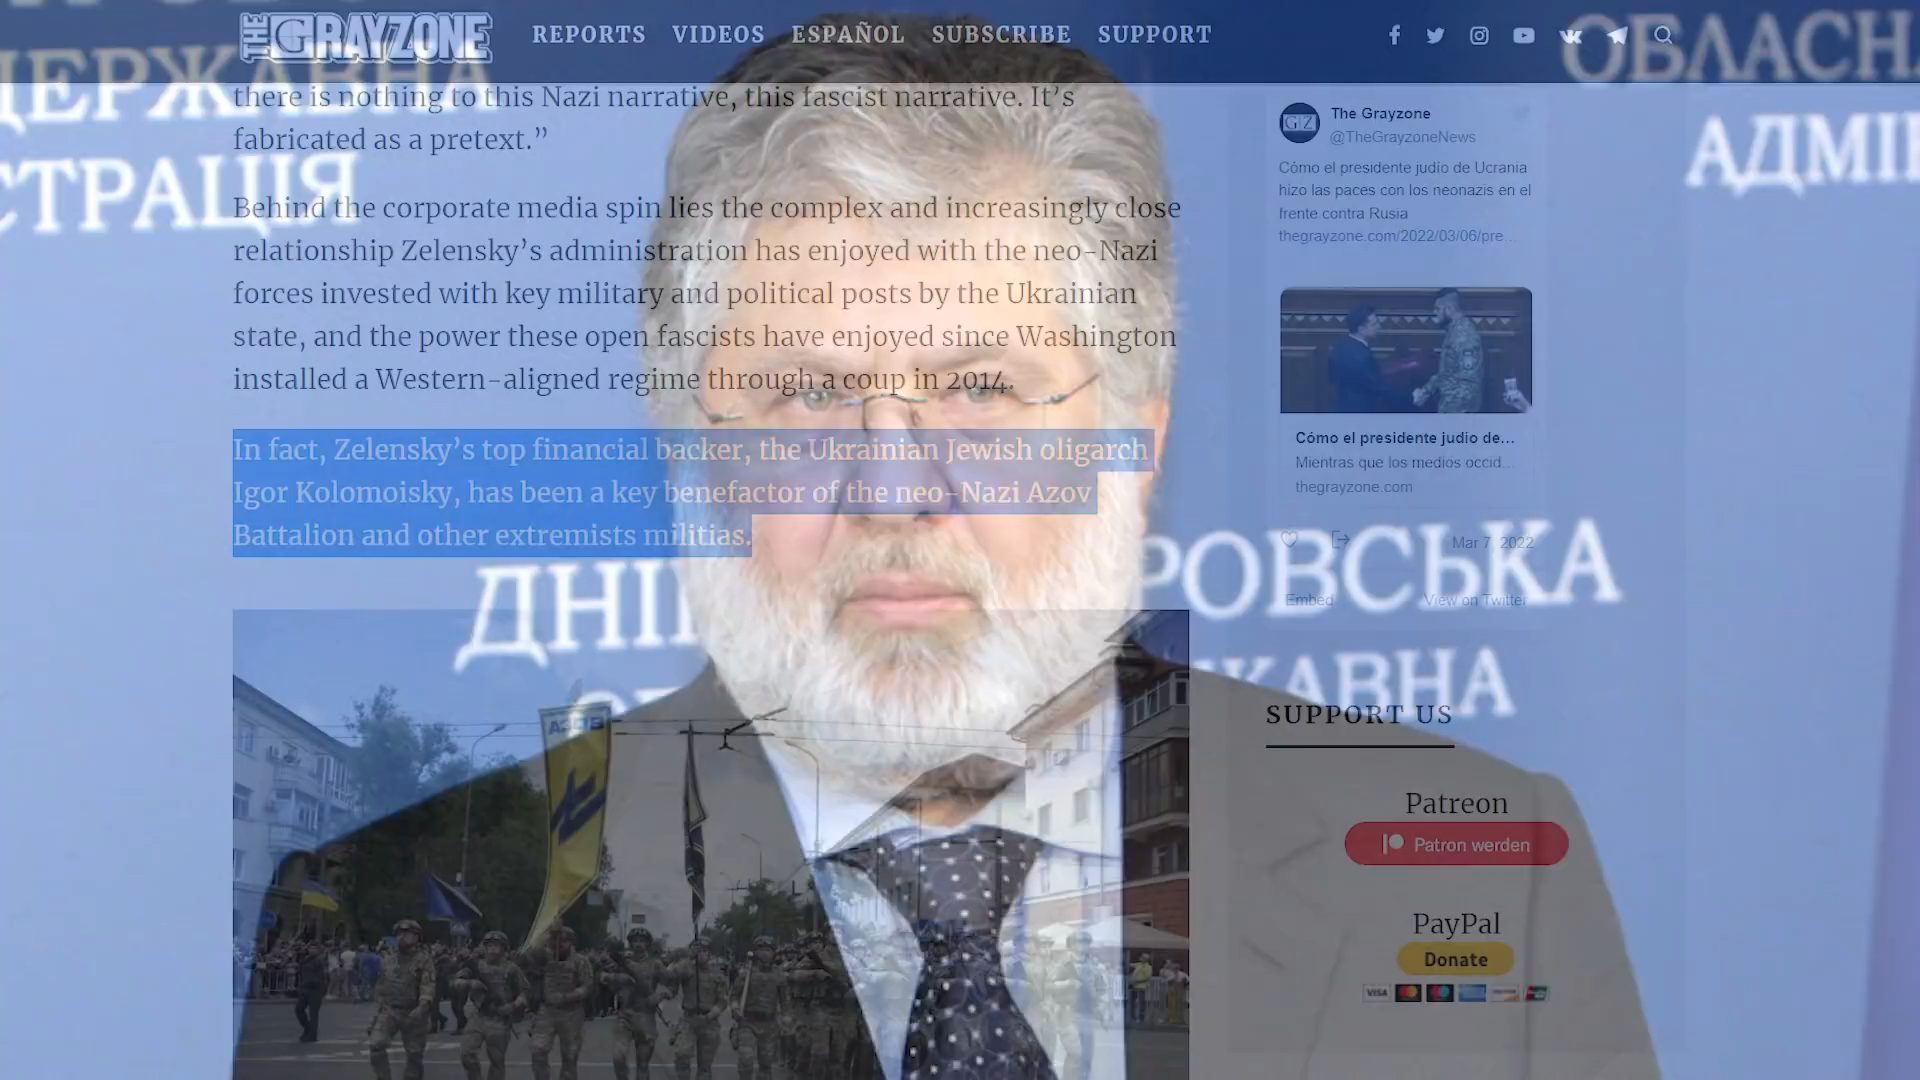 THE GRAYZONE
REPORTS VIDEOS ESPAÑOL SUBSCRIBE SUPPORT
ДЕРЖАВНА
СТРАЦІЯ
ОБЛАСН
АДМІН
there is nothing to this Nazi narrative, this fascist narrative. It’s
fabricated as a pretext.”
Behind the corporate media spin lies the complex and increasingly close
relationship Zelensky’s administration has enjoyed with the neo-Nazi
forces invested with key military and political posts by the Ukrainian
state, and the power these open fascists have enjoyed since Washington
installed a Western-aligned regime through a coup in 2014.
In fact, Zelensky’s top financial backer, the Ukrainian Jewish oligarch
Igor Kolomoisky, has been a key benefactor of the neo-Nazi Azov
Battalion and other extremists militias.
ДНІП
РОВСЬКА
ЖАВНА
AZOV
The Grayzone
@TheGrayzoneNews
Cómo el presidente judío de Ucrania
hizo las paces con los neonazis en el
frente contra Rusia
thegrayzone.com/2022/03/06/pre…
Cómo el presidente judío de…
Mientras que los medios occid…
thegrayzone.com
Mar 7, 2022
Embed View on Twitter
SUPPORT US
Patreon
Patron werden
PayPal
Donate
VISA